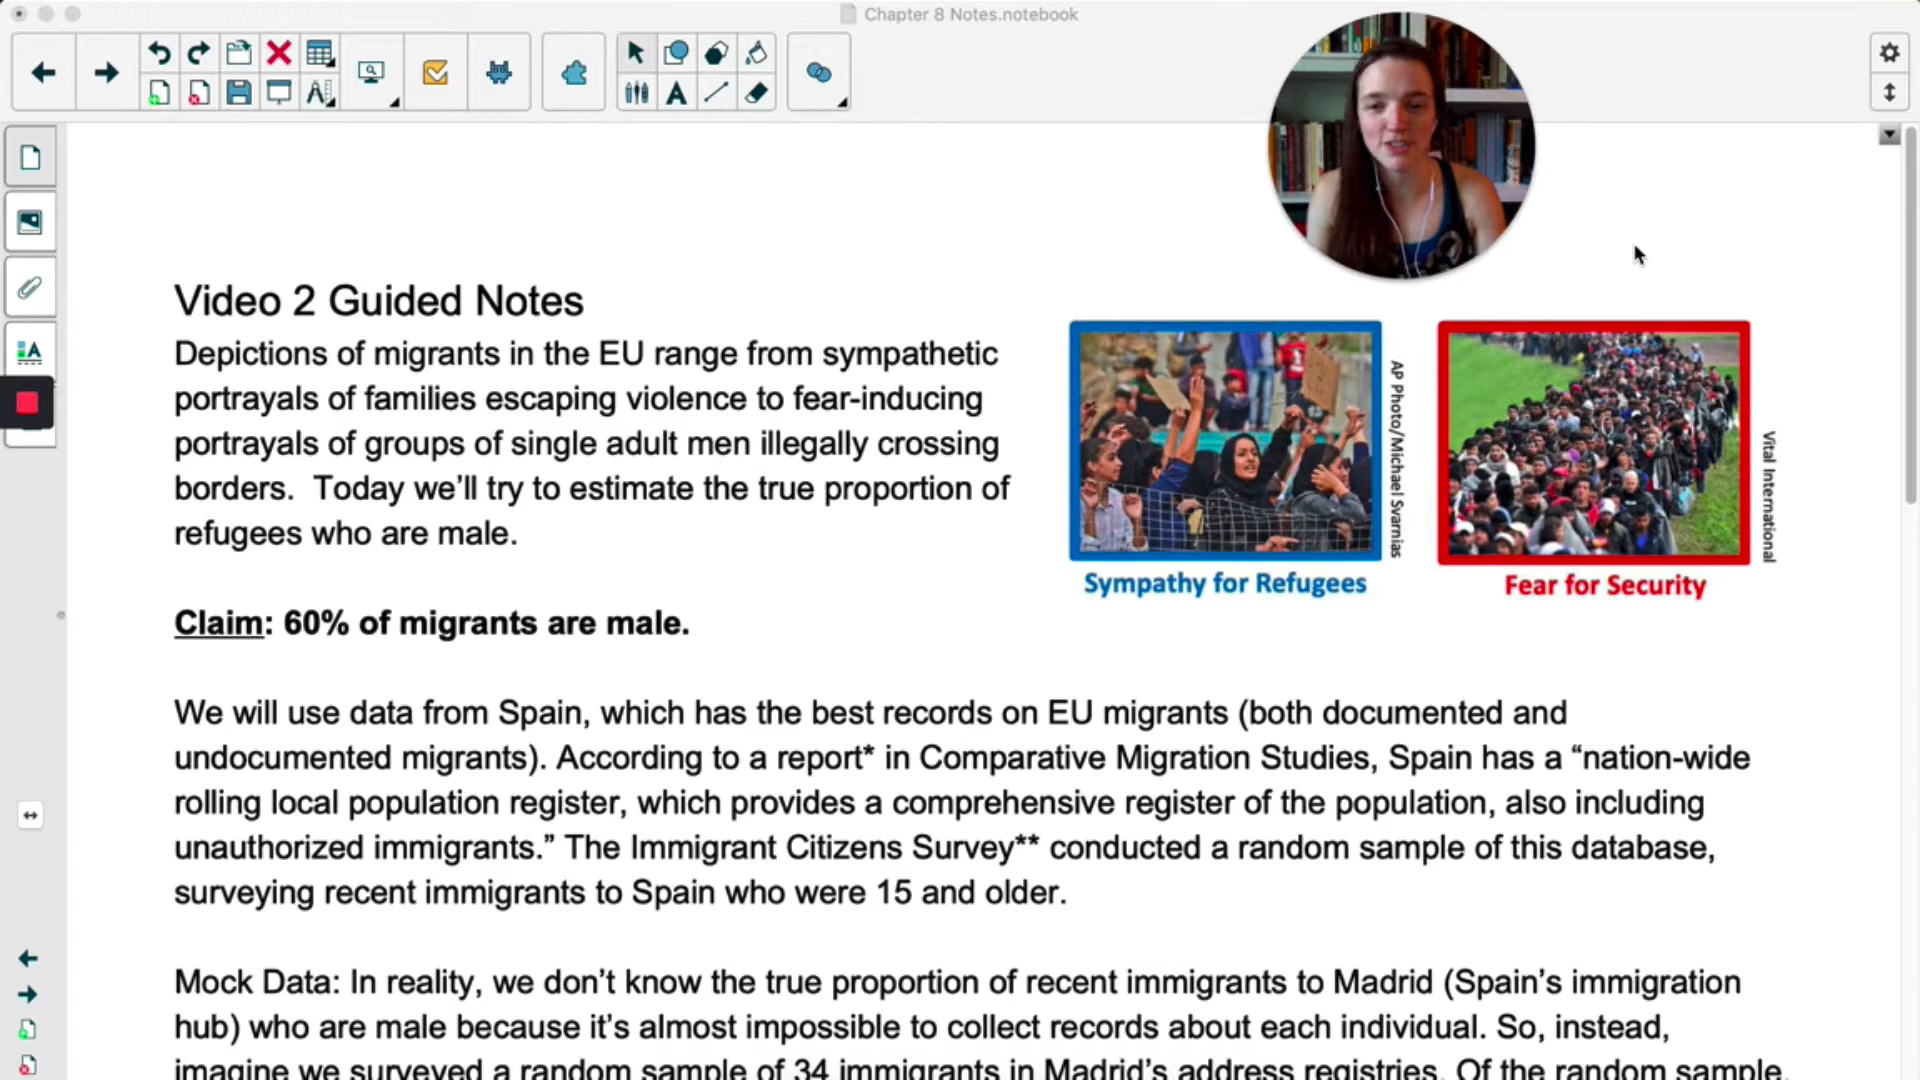 Chapter 8 Notes.notebook
Video 2 Guided Notes
Depictions of migrants in the EU range from sympathetic
portrayals of families escaping violence to fear-inducing
portrayals of groups of single adult men illegally crossing
borders.  Today we’ll try to estimate the true proportion of
refugees who are male.
AP Photo/Michael Svarnias
Vital International
Sympathy for Refugees
Fear for Security
Claim: 60% of migrants are male.
We will use data from Spain, which has the best records on EU migrants (both documented and
undocumented migrants). According to a report* in Comparative Migration Studies, Spain has a “nation-wide
rolling local population register, which provides a comprehensive register of the population, also including
unauthorized immigrants.” The Immigrant Citizens Survey** conducted a random sample of this database,
surveying recent immigrants to Spain who were 15 and older.
Mock Data: In reality, we don’t know the true proportion of recent immigrants to Madrid (Spain’s immigration
hub) who are male because it’s almost impossible to collect records about each individual. So, instead,
imagine we surveyed a random sample of 34 immigrants in Madrid’s address registries. Of the random sample,